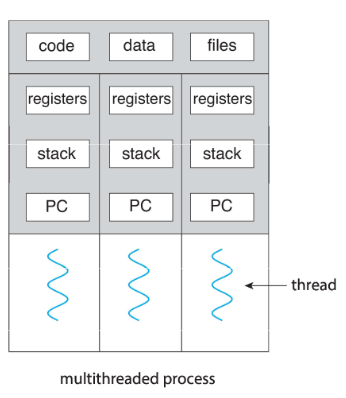 code data files
registers registers registers
stack stack stack
PC PC PC
thread
multithreaded process